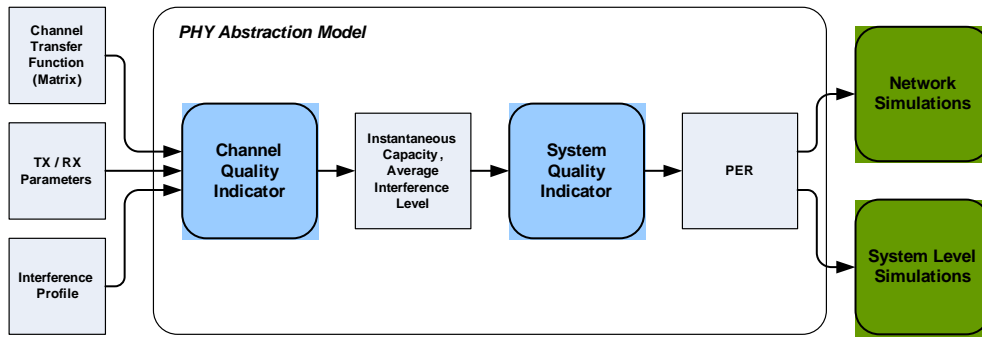 PHY Abstraction Model
Channel
Transfer
Function
(Matrix)
TX / RX
Parameters
Interference
Profile
Channel
Quality
Indicator
Instantaneous
Capacity ,
Average
Interference
Level
System
Quality
Indicator
PER
Network
Simulations
System Level
Simulations